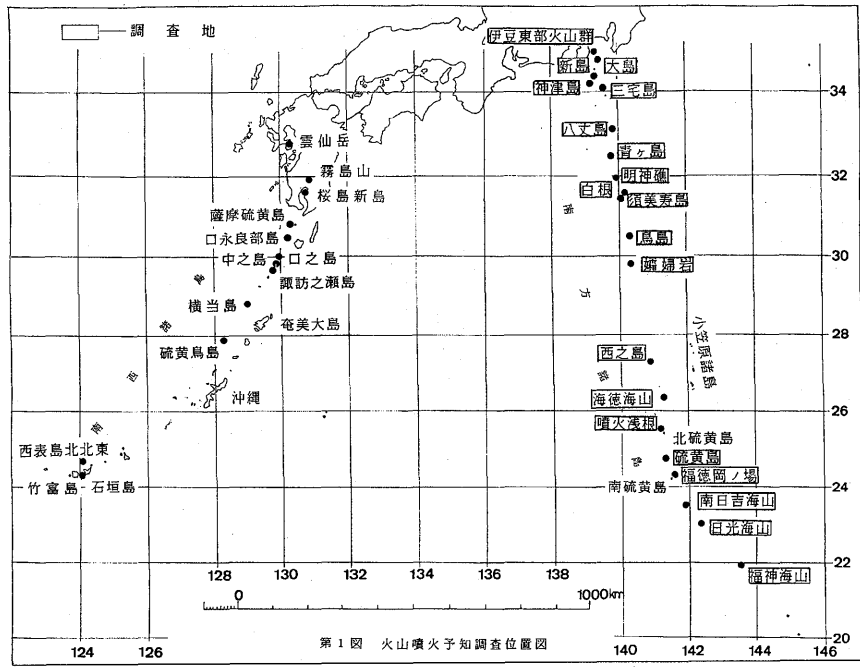 調査地
伊豆東部火山群
新島
大島
神津島
三宅島
34
八丈島
青ヶ島
雲仙岳
霧島山
明神礁
32
白根
桜島新島
須美寿島
薩摩硫黄島
口永良部島
鳥島
中之島
口之島
30
孀婦岩
諏訪之瀬島
横当島
奄美大島
28
硫黄鳥島
西之島
小笠原諸島
沖縄
海徳海山
26
噴火浅根
北硫黄島
西表島北北東
硫黄島
福徳岡ノ場
竹富島
石垣島
南硫黄島
24
南日吉海山
日光海山
22
福神海山
南西諸島
南方諸島
128
130
132
134
136
138
0
1000km
第1図 火山噴火予知調査位置図
20
124
126
140
142
144
146